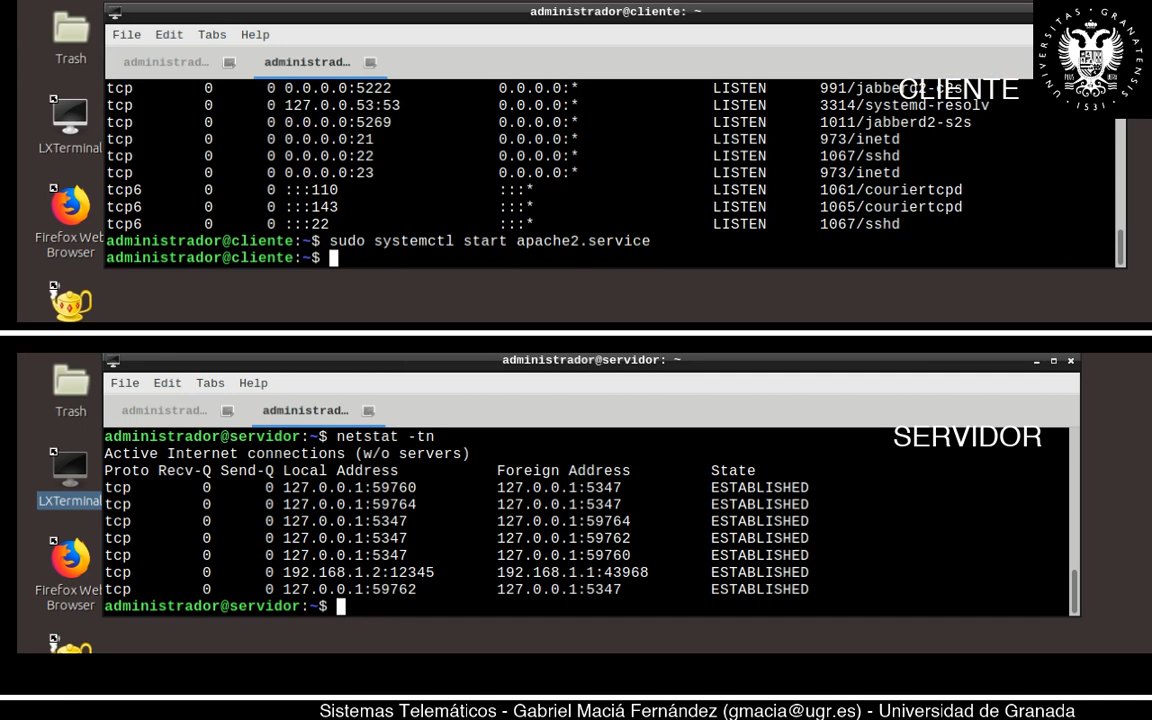 administrador@cliente: ~
File Edit Tabs Help
administrad… administrad…
CLIENTE
UNIVERSITAS GRANATENSIS 1531
Trash
LXTerminal
Firefox Web
Browser
tcp 0 0 0.0.0.0:5222 0.0.0.0:* LISTEN 991/jabberd2-c2s
tcp 0 0 127.0.0.53:53 0.0.0.0:* LISTEN 3314/systemd-resolv
tcp 0 0 0.0.0.0:5269 0.0.0.0:* LISTEN 1011/jabberd2-s2s
tcp 0 0 0.0.0.0:21 0.0.0.0:* LISTEN 973/inetd
tcp 0 0 0.0.0.0:22 0.0.0.0:* LISTEN 1067/sshd
tcp 0 0 0.0.0.0:23 0.0.0.0:* LISTEN 973/inetd
tcp6 0 0 :::110 :::* LISTEN 1061/couriertcpd
tcp6 0 0 :::143 :::* LISTEN 1065/couriertcpd
tcp6 0 0 :::22 :::* LISTEN 1067/sshd
administrador@cliente:~$ sudo systemctl start apache2.service
administrador@cliente:~$
administrador@servidor: ~
File Edit Tabs Help
administrad… administrad…
SERVIDOR
Trash
LXTerminal
Firefox Web
Browser
administrador@servidor:~$ netstat -tn
Active Internet connections (w/o servers)
Proto Recv-Q Send-Q Local Address Foreign Address State
tcp 0 0 127.0.0.1:59760 127.0.0.1:5347 ESTABLISHED
tcp 0 0 127.0.0.1:59764 127.0.0.1:5347 ESTABLISHED
tcp 0 0 127.0.0.1:5347 127.0.0.1:59764 ESTABLISHED
tcp 0 0 127.0.0.1:5347 127.0.0.1:59762 ESTABLISHED
tcp 0 0 127.0.0.1:5347 127.0.0.1:59760 ESTABLISHED
tcp 0 0 192.168.1.2:12345 192.168.1.1:43968 ESTABLISHED
tcp 0 0 127.0.0.1:59762 127.0.0.1:5347 ESTABLISHED
administrador@servidor:~$
Sistemas Telemáticos - Gabriel Maciá Fernández (gmacia@ugr.es) - Universidad de Granada